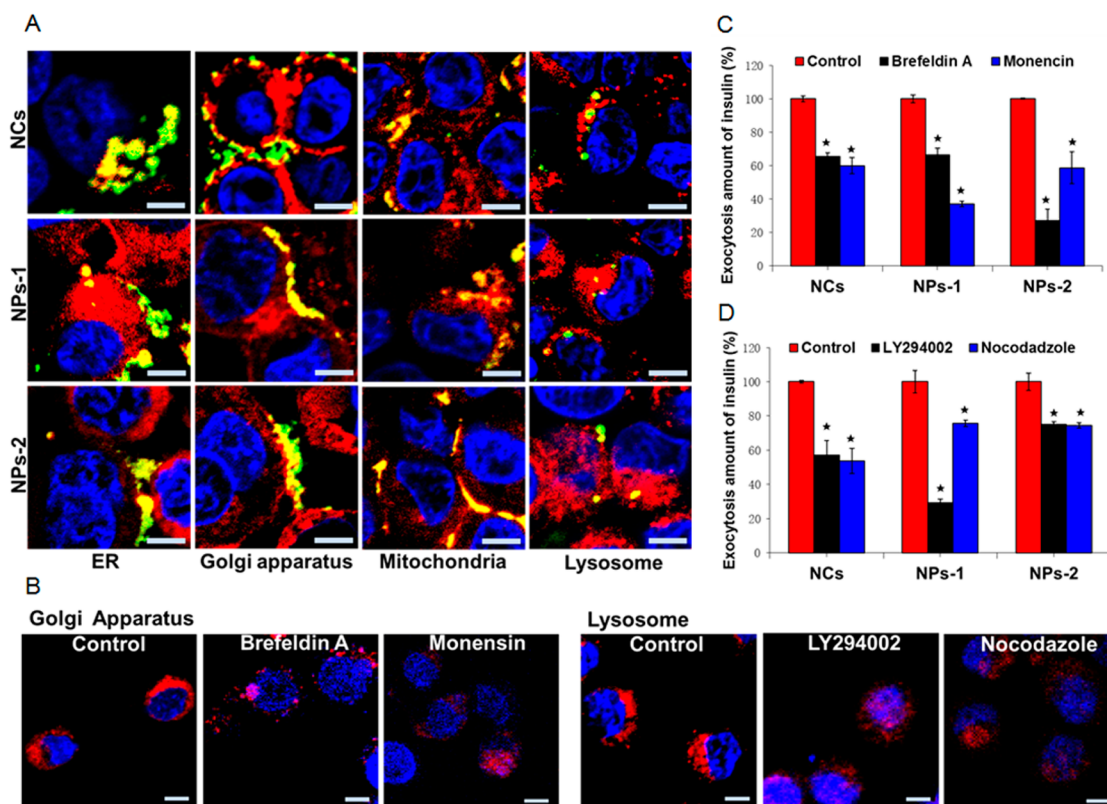 A
NCs
NPs-1
NPs-2
ER Golgi apparatus Mitochondria Lysosome
B
Golgi Apparatus
Control Brefeldin A Monensin
Lysosome
Control LY294002 Nocodazole
C
Exocytosis amount of insulin (%)
Control Brefeldin A Monencin
120
100
80
60
40
20
0
NCs NPs-1 NPs-2
D
Exocytosis amount of insulin (%)
Control LY294002 Nocodadzole
120
100
80
60
40
20
0
NCs NPs-1 NPs-2